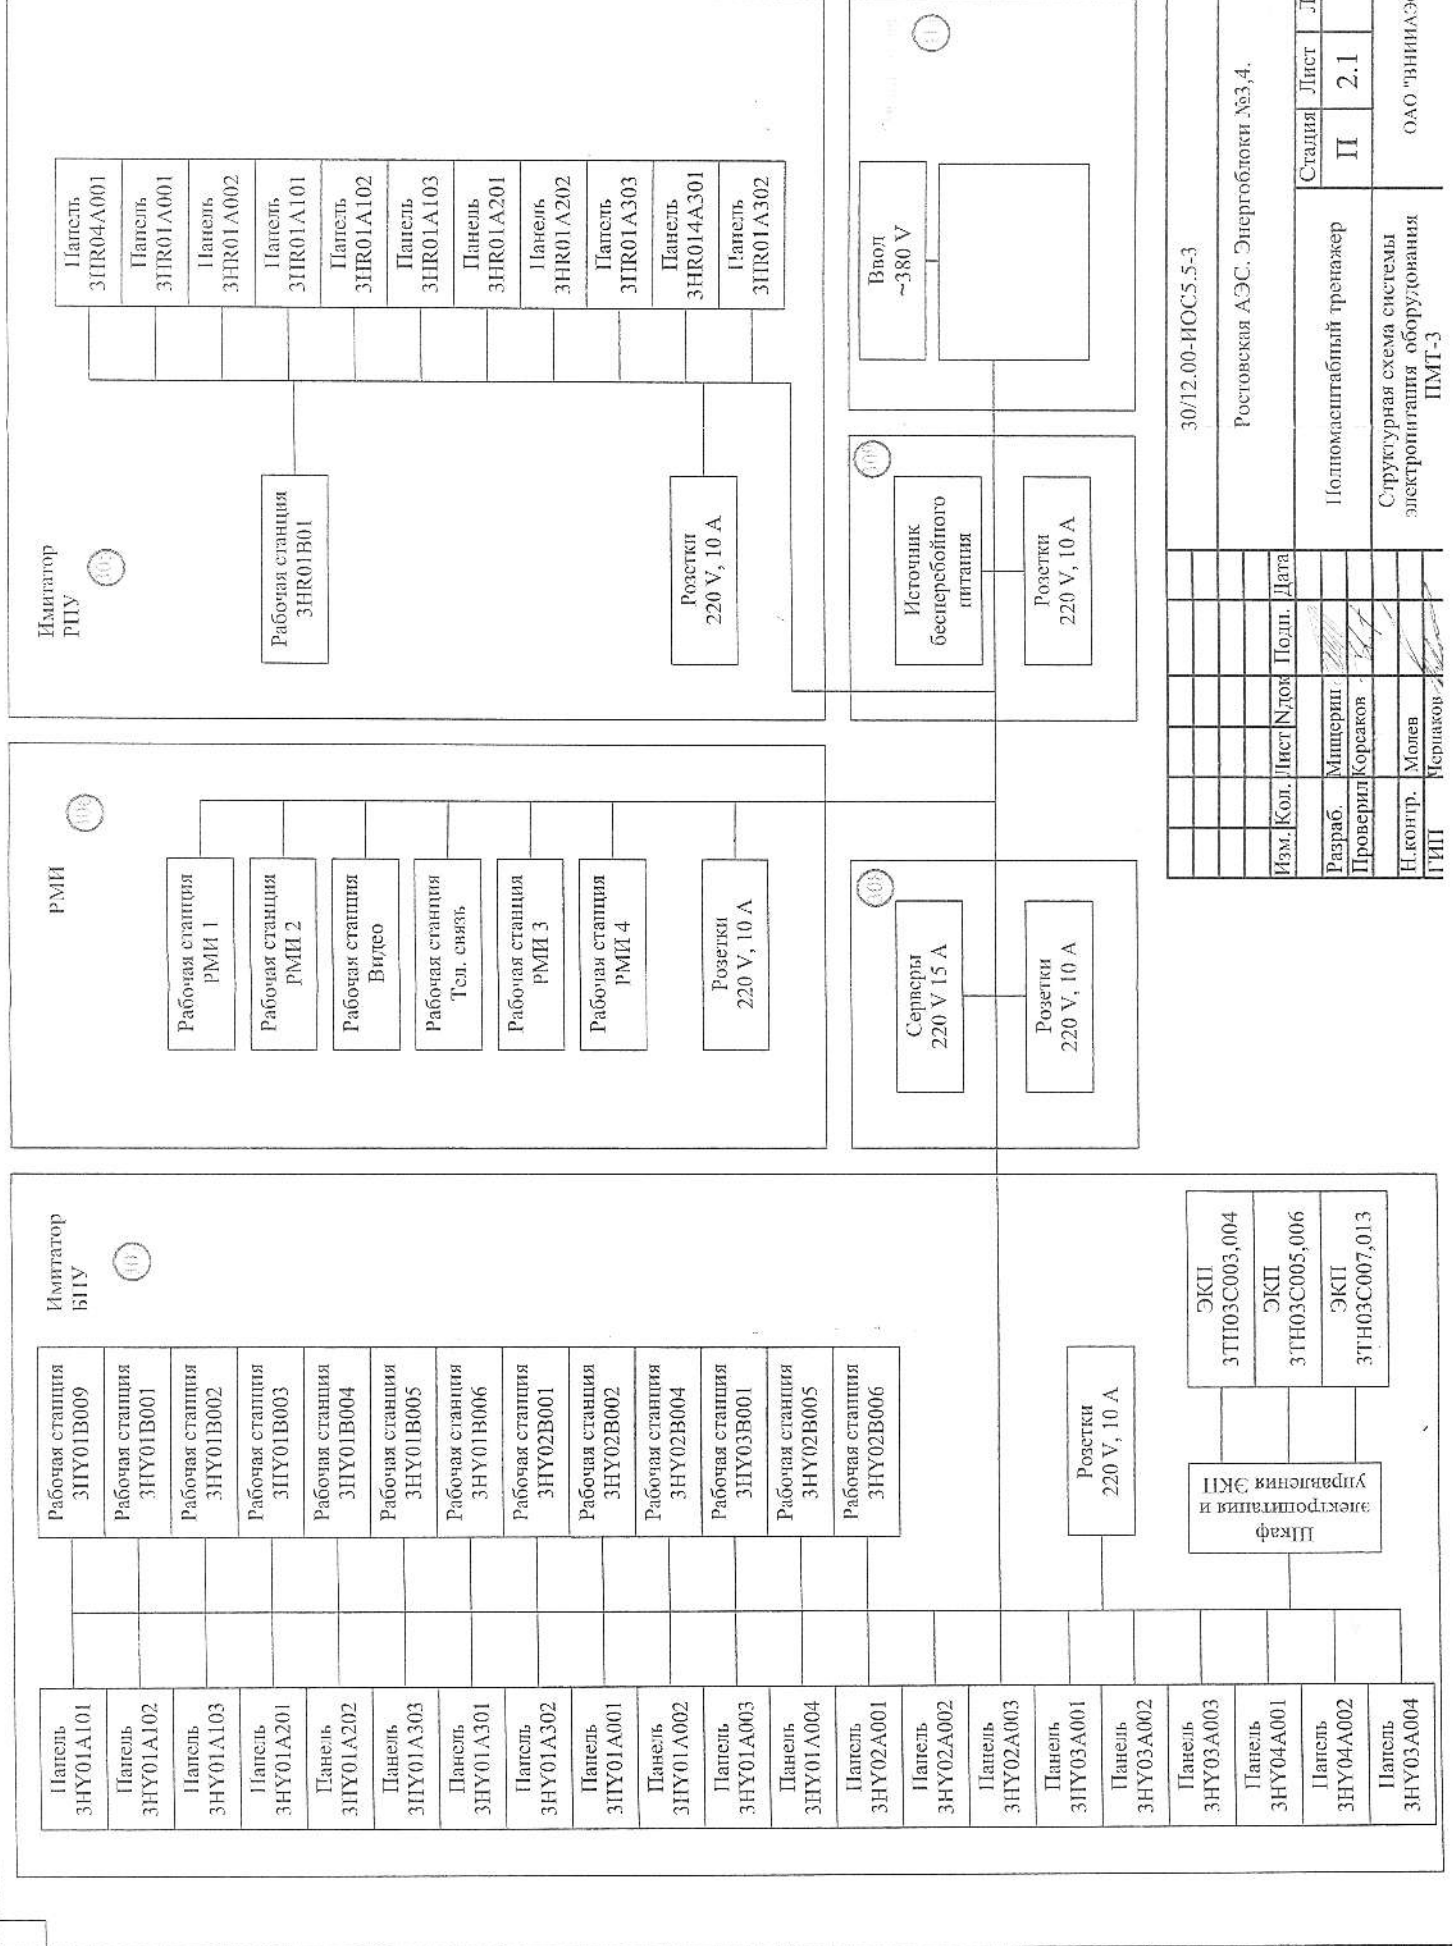 Имитатор
БПУ
Панель
3HY01A101
Панель
3HY01A102
Панель
3HY01A103
Панель
3HY01A201
Панель
3HY01A202
Панель
3HY01A303
Панель
3HY01A301
Панель
3HY01A302
Панель
3HY01A001
Панель
3HY01A002
Панель
3HY01A003
Панель
3HY01A004
Панель
3HY02A001
Панель
3HY02A002
Панель
3HY02A003
Панель
3HY03A001
Панель
3HY03A002
Панель
3HY03A003
Панель
3HY04A001
Панель
3HY04A002
Панель
3HY03A004
Рабочая станция
3HY01B009
Рабочая станция
3HY01B001
Рабочая станция
3HY01B002
Рабочая станция
3HY01B003
Рабочая станция
3HY01B004
Рабочая станция
3HY01B005
Рабочая станция
3HY01B006
Рабочая станция
3HY02B001
Рабочая станция
3HY02B002
Рабочая станция
3HY02B004
Рабочая станция
3HY03B001
Рабочая станция
3HY02B005
Рабочая станция
3HY02B006
Розетки
220 V, 10 A
Шкаф
электропитания и
управления ЭКП
ЭКП
3TH03C003,004
ЭКП
3TH03C005,006
ЭКП
3TH03C007,013
РМИ
Рабочая станция
РМИ 1
Рабочая станция
РМИ 2
Рабочая станция
Видео
Рабочая станция
Тел. связь
Рабочая станция
РМИ 3
Рабочая станция
РМИ 4
Розетки
220 V, 10 A
Серверы
220 V 15 A
Розетки
220 V, 10 A
Имитатор
РПУ
Рабочая станция
3HR01B01
Розетки
220 V, 10 A
Панель
3HR04A001
Панель
3HR01A001
Панель
3HR01A002
Панель
3HR01A101
Панель
3HR01A102
Панель
3HR01A103
Панель
3HR01A201
Панель
3HR01A202
Панель
3HR01A303
Панель
3HR014A301
Панель
3HR01A302
Источник
бесперебойного
питания
Розетки
220 V, 10 A
Ввод
~380 V
30/12.00-ИОС5.5-3
Ростовская АЭС. Энергоблоки №3,4.
Изм. Кол. Лист Nдок Подп. Дата
Разраб. Мищерин
Проверил Корсаков
Н.контр. Молев
ГИП Чернаков
Полномасштабный тренажер
Стадия Лист
П 2.1
Структурная схема системы
электропитания оборудования
ПМТ-3
ОАО